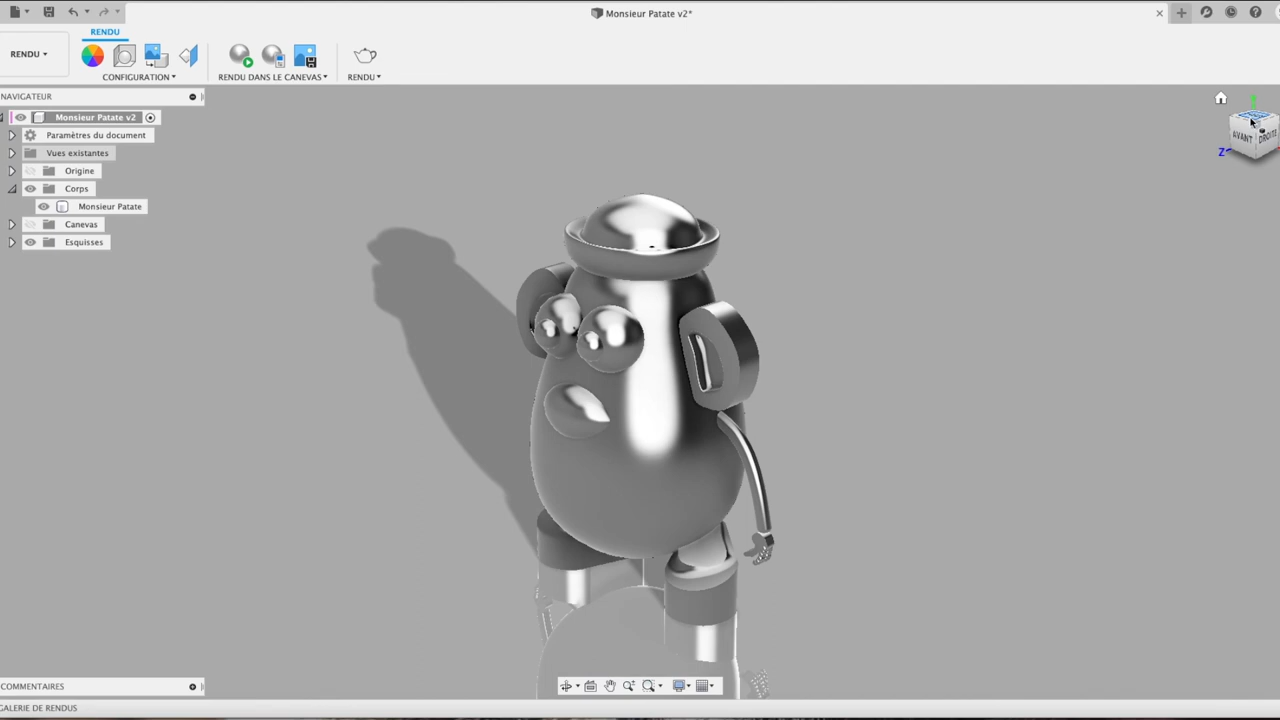 Monsieur Patate v2*
RENDU
RENDU
CONFIGURATION
RENDU DANS LE CANEVAS
RENDU
NAVIGATEUR
Monsieur Patate v2
Paramètres du document
Vues existantes
Origine
Corps
Monsieur Patate
Canevas
Esquisses
AVANT
DROITE
Z
COMMENTAIRES
GALERIE DE RENDUS